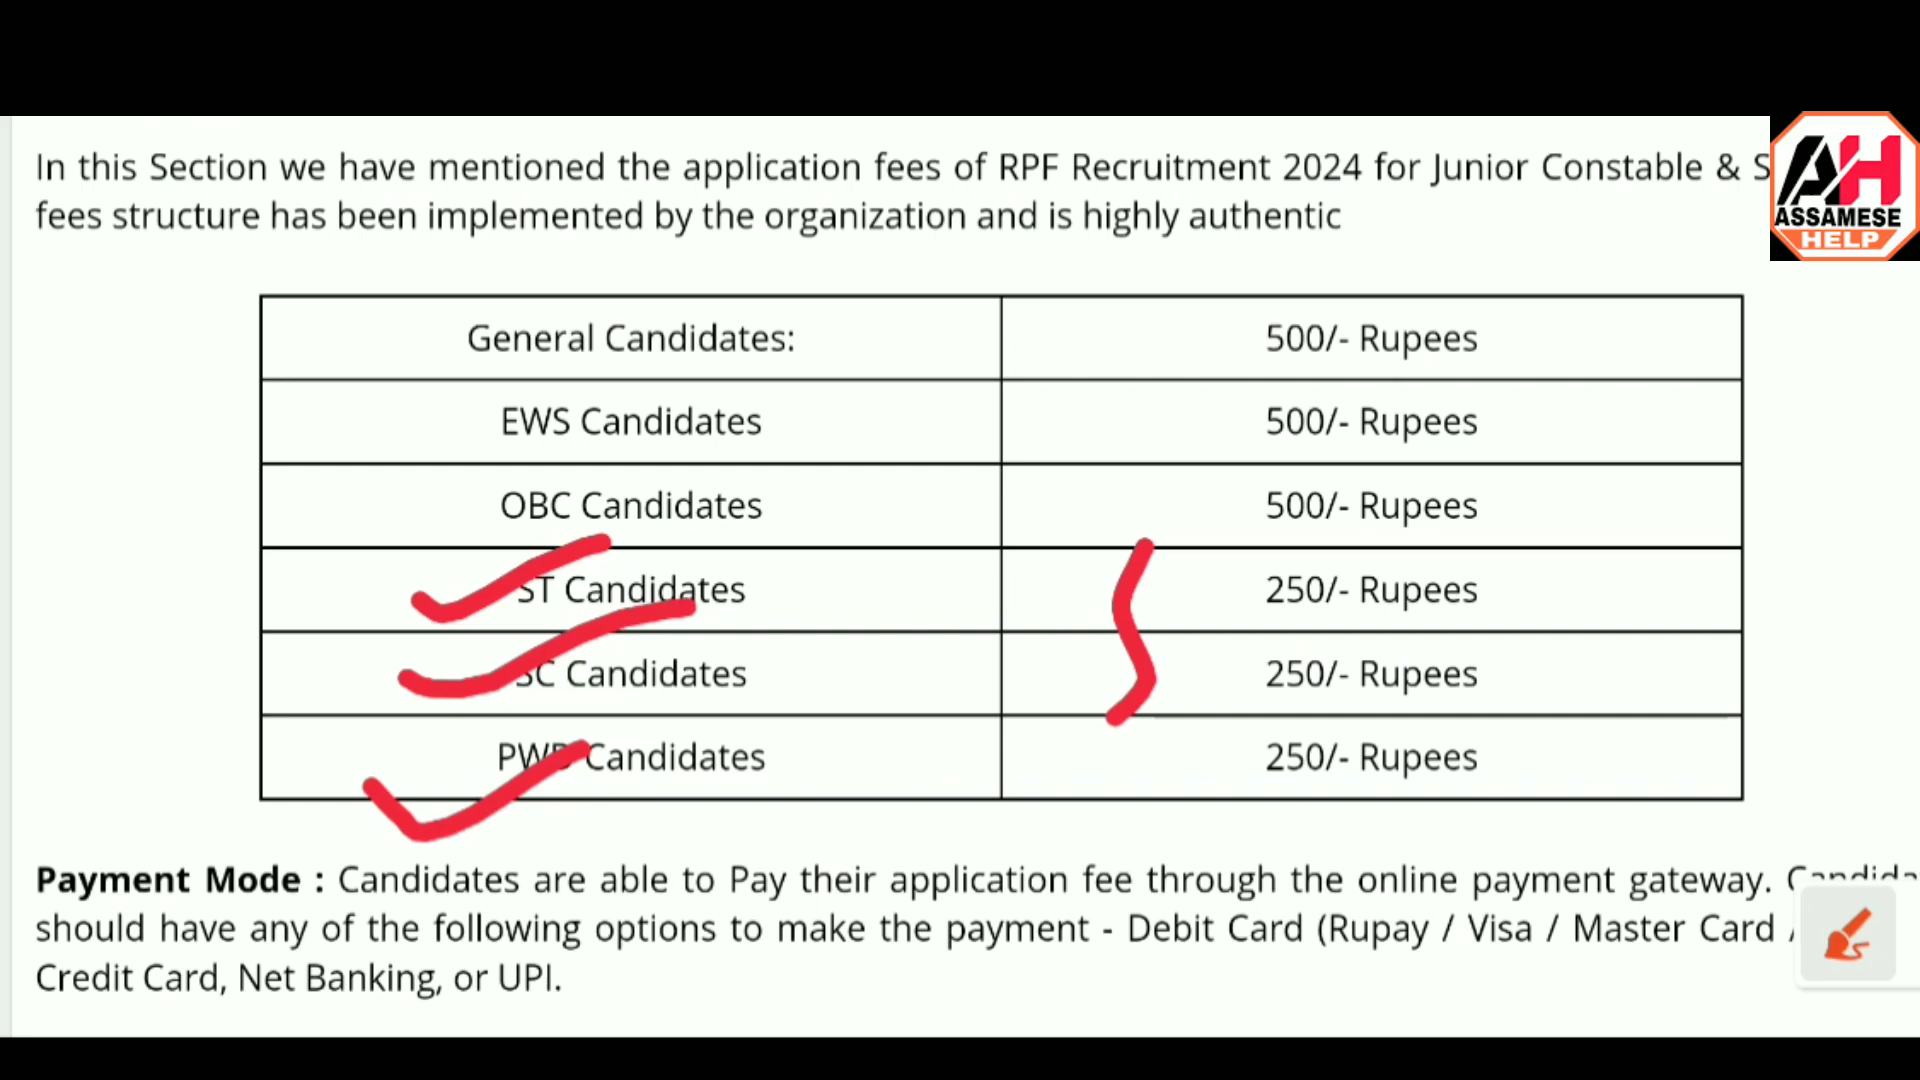 In this Section we have mentioned the application fees of RPF Recruitment 2024 for Junior Constable & S
fees structure has been implemented by the organization and is highly authentic
AH
ASSAMESE
HELP
General Candidates: 500/- Rupees
EWS Candidates 500/- Rupees
OBC Candidates 500/- Rupees
ST Candidates 250/- Rupees
SC Candidates 250/- Rupees
PWD Candidates 250/- Rupees
Payment Mode : Candidates are able to Pay their application fee through the online payment gateway.
should have any of the following options to make the payment - Debit Card (Rupay / Visa / Master Card /
Credit Card, Net Banking, or UPI.